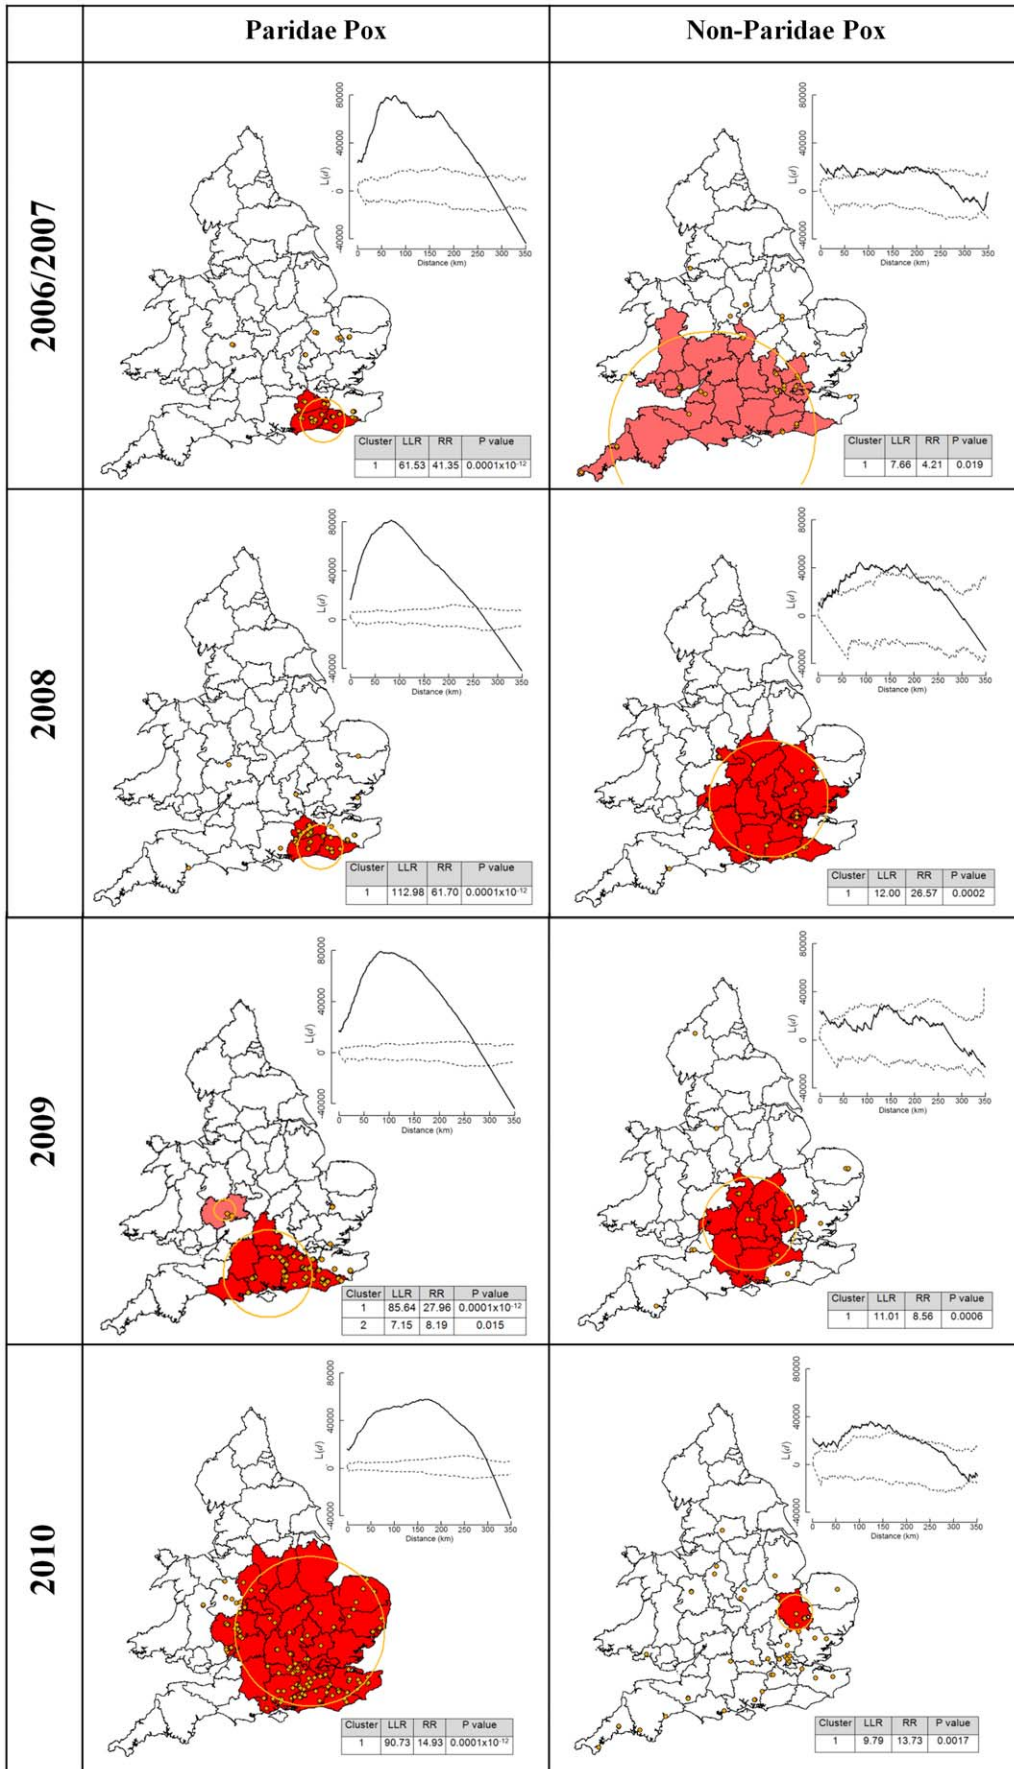 Paridae Pox
Non-Paridae Pox
2006/2007
80000
40000
0
-40000
L(d)
0 50 100 150 200 250 300 350
Distance (km)
Cluster LLR RR P value
1 61.53 41.35 0.0001x10-12
80000
40000
0
-40000
L(d)
0 50 100 150 200 250 300 350
Distance (km)
Cluster LLR RR P value
1 7.66 4.21 0.019
2008
80000
40000
0
-40000
L(d)
0 50 100 150 200 250 300 350
Distance (km)
Cluster LLR RR P value
1 112.98 61.70 0.0001x10-12
80000
40000
0
-40000
L(d)
0 50 100 150 200 250 300 350
Distance (km)
Cluster LLR RR P value
1 12.00 26.57 0.0002
2009
80000
40000
0
-40000
L(d)
0 50 100 150 200 250 300 350
Distance (km)
Cluster LLR RR P value
1 85.64 27.96 0.0001x10-12
2 7.15 8.19 0.015
80000
40000
0
-40000
L(d)
0 50 100 150 200 250 300 350
Distance (km)
Cluster LLR RR P value
1 11.01 8.56 0.0006
2010
80000
40000
0
-40000
L(d)
0 50 100 150 200 250 300 350
Distance (km)
Cluster LLR RR P value
1 90.73 14.93 0.0001x10-12
80000
40000
0
-40000
L(d)
0 50 100 150 200 250 300 350
Distance (km)
Cluster LLR RR P value
1 9.79 13.73 0.0017